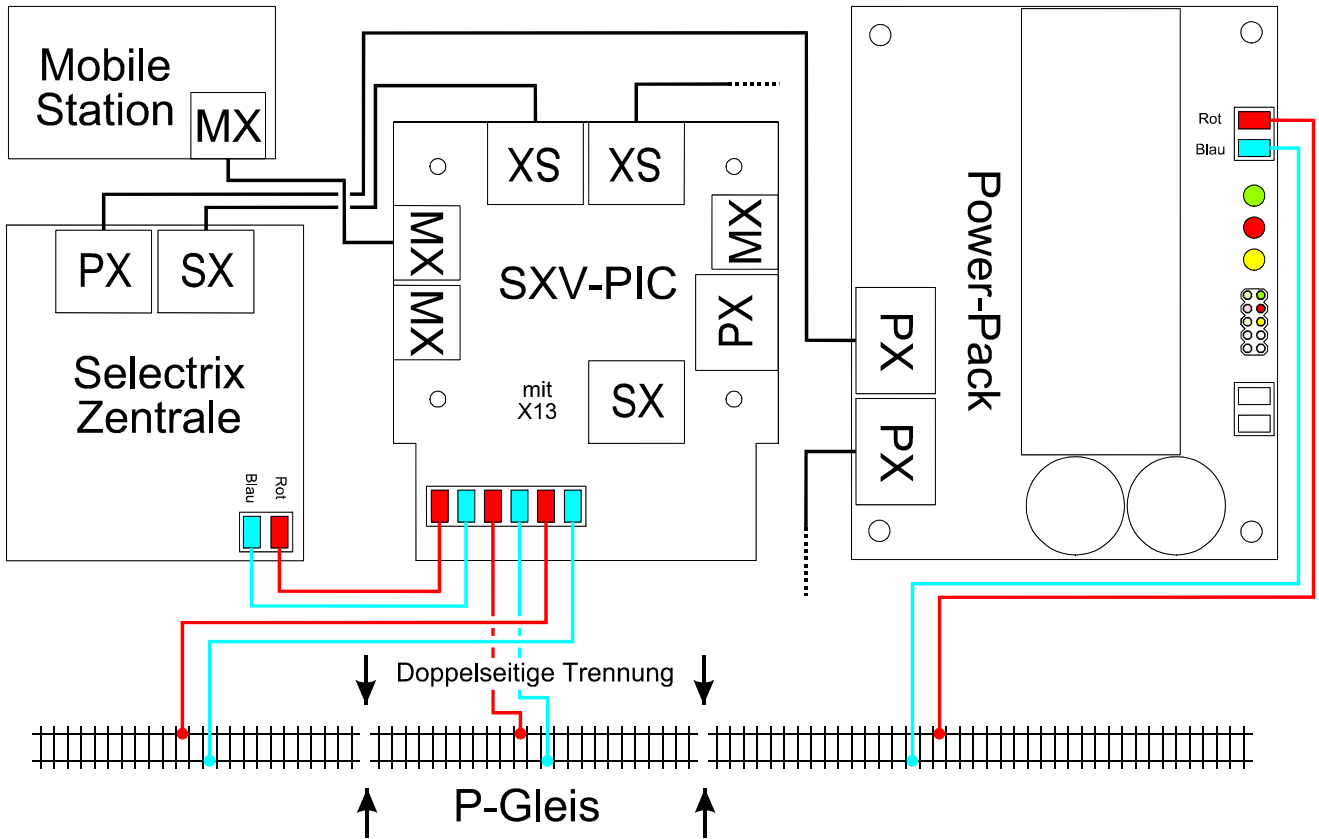 Mobile
Station
MX
PX
SX
Selectrix
Zentrale
Blau
Rot
XS
XS
MX
MX
MX
PX
SXV-PIC
mit
X13
SX
PX
PX
Power-Pack
Rot
Blau
Doppelseitige Trennung
P-Gleis